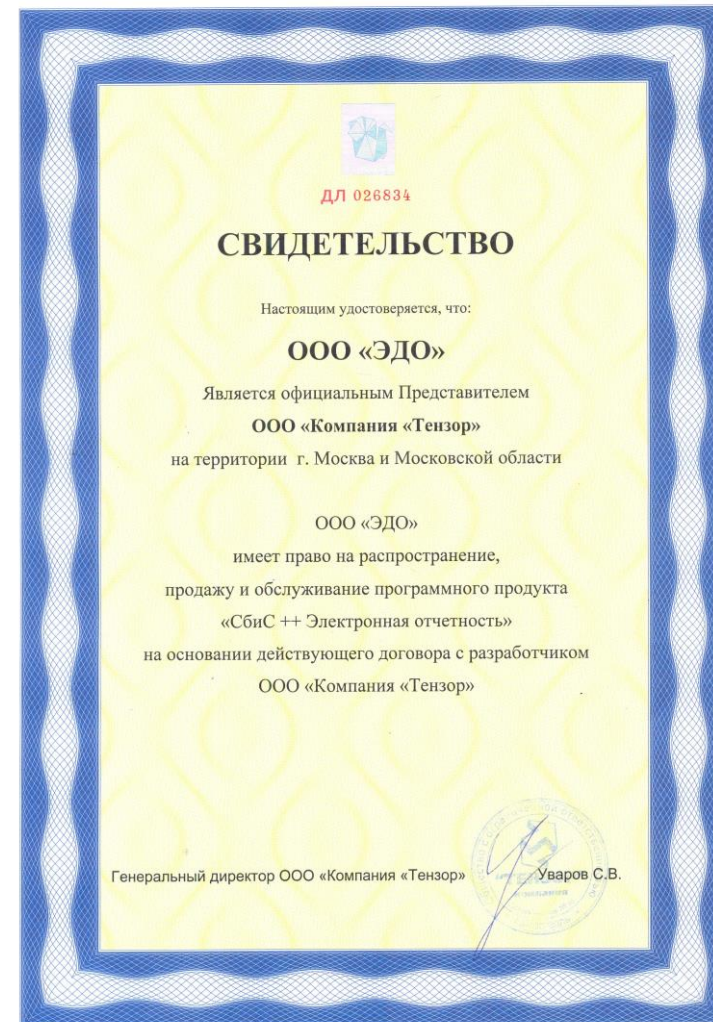 ДЛ 026834
СВИДЕТЕЛЬСТВО
Настоящим удостоверяется, что:
ООО «ЭДО»
Является официальным Представителем
ООО «Компания «Тензор»
на территории г. Москва и Московской области
ООО «ЭДО»
имеет право на распространение,
продажу и обслуживание программного продукта
«СбиС ++ Электронная отчетность»
на основании действующего договора с разработчиком
ООО «Компания «Тензор»
Генеральный директор ООО «Компания «Тензор»
Уваров С.В.